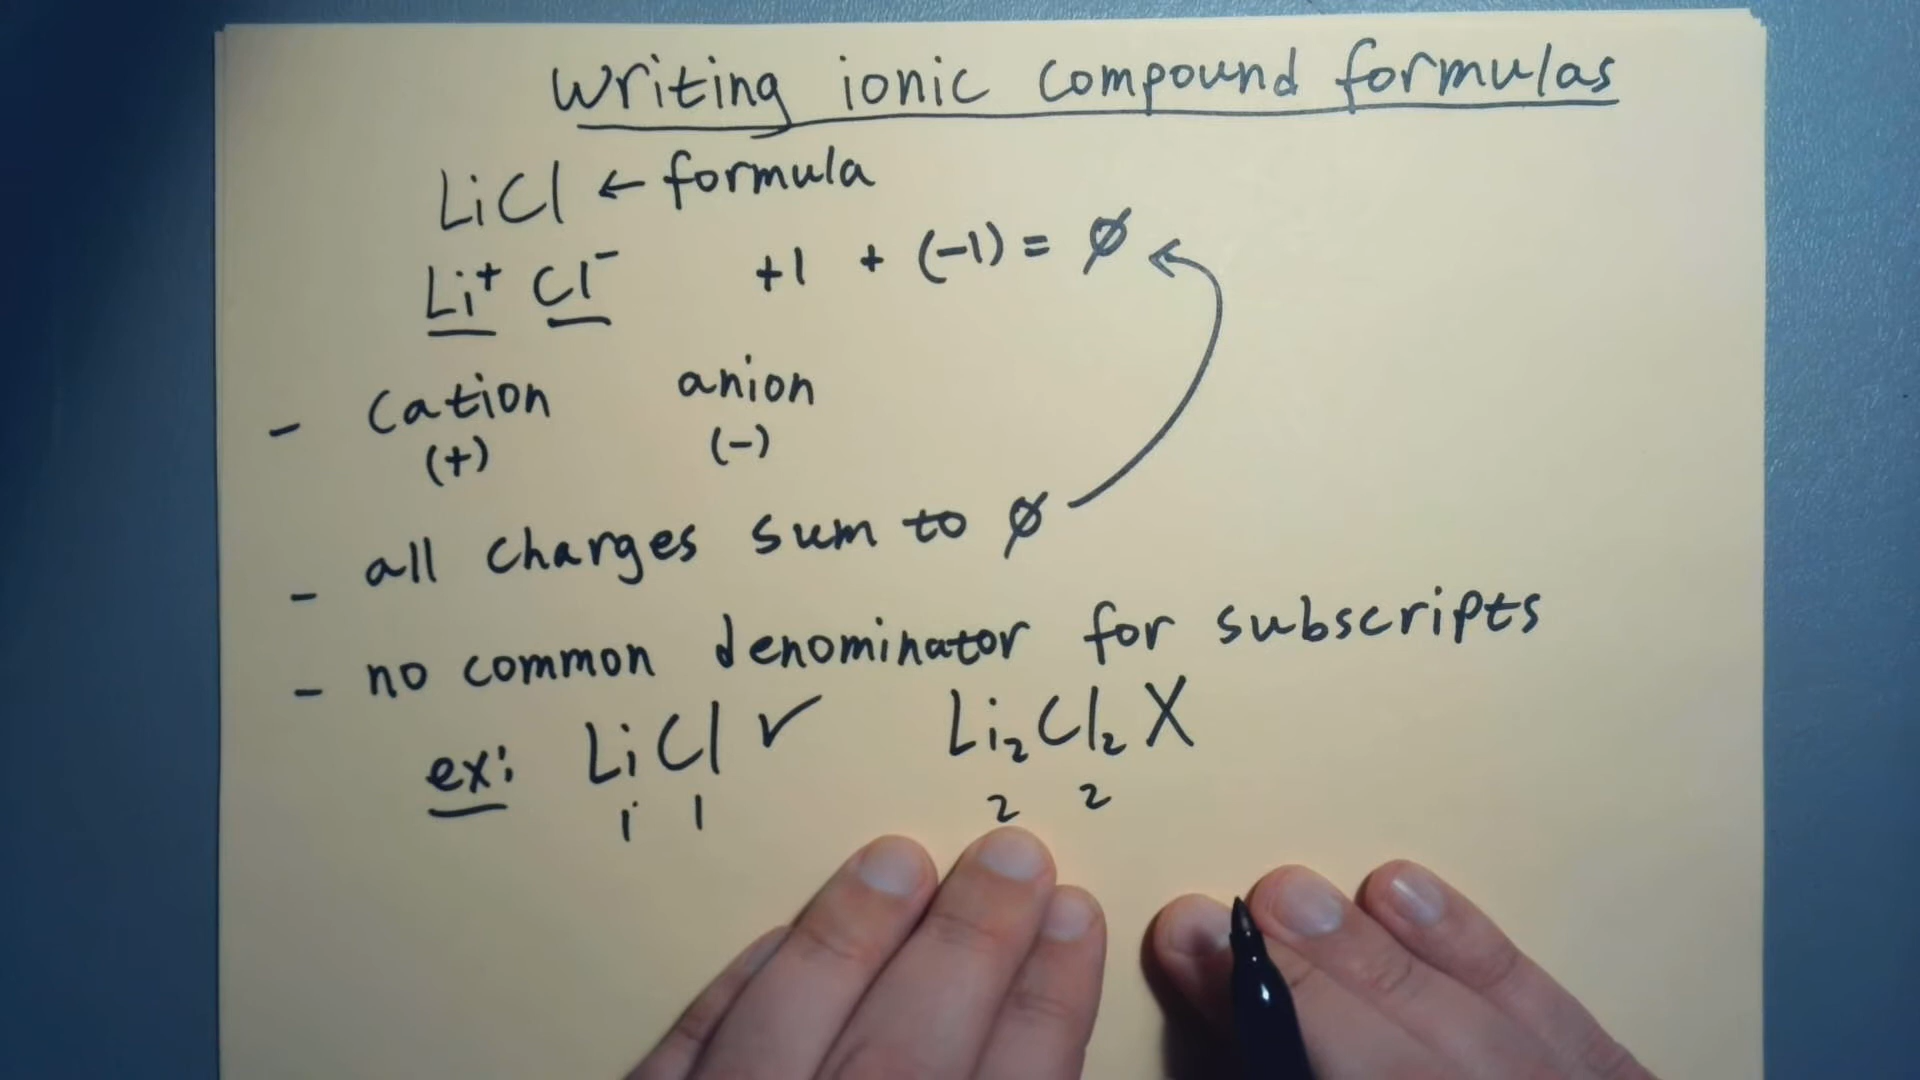 writing ionic compound formulas
LiCl ← formula
Li⁺ Cl⁻ +1 + (-1) = ∅
- cation anion
(+) (-)
- all charges sum to ∅
- no common denominator for subscripts
ex: LiCl ✓ Li₂Cl₂ X
1 1 2 2